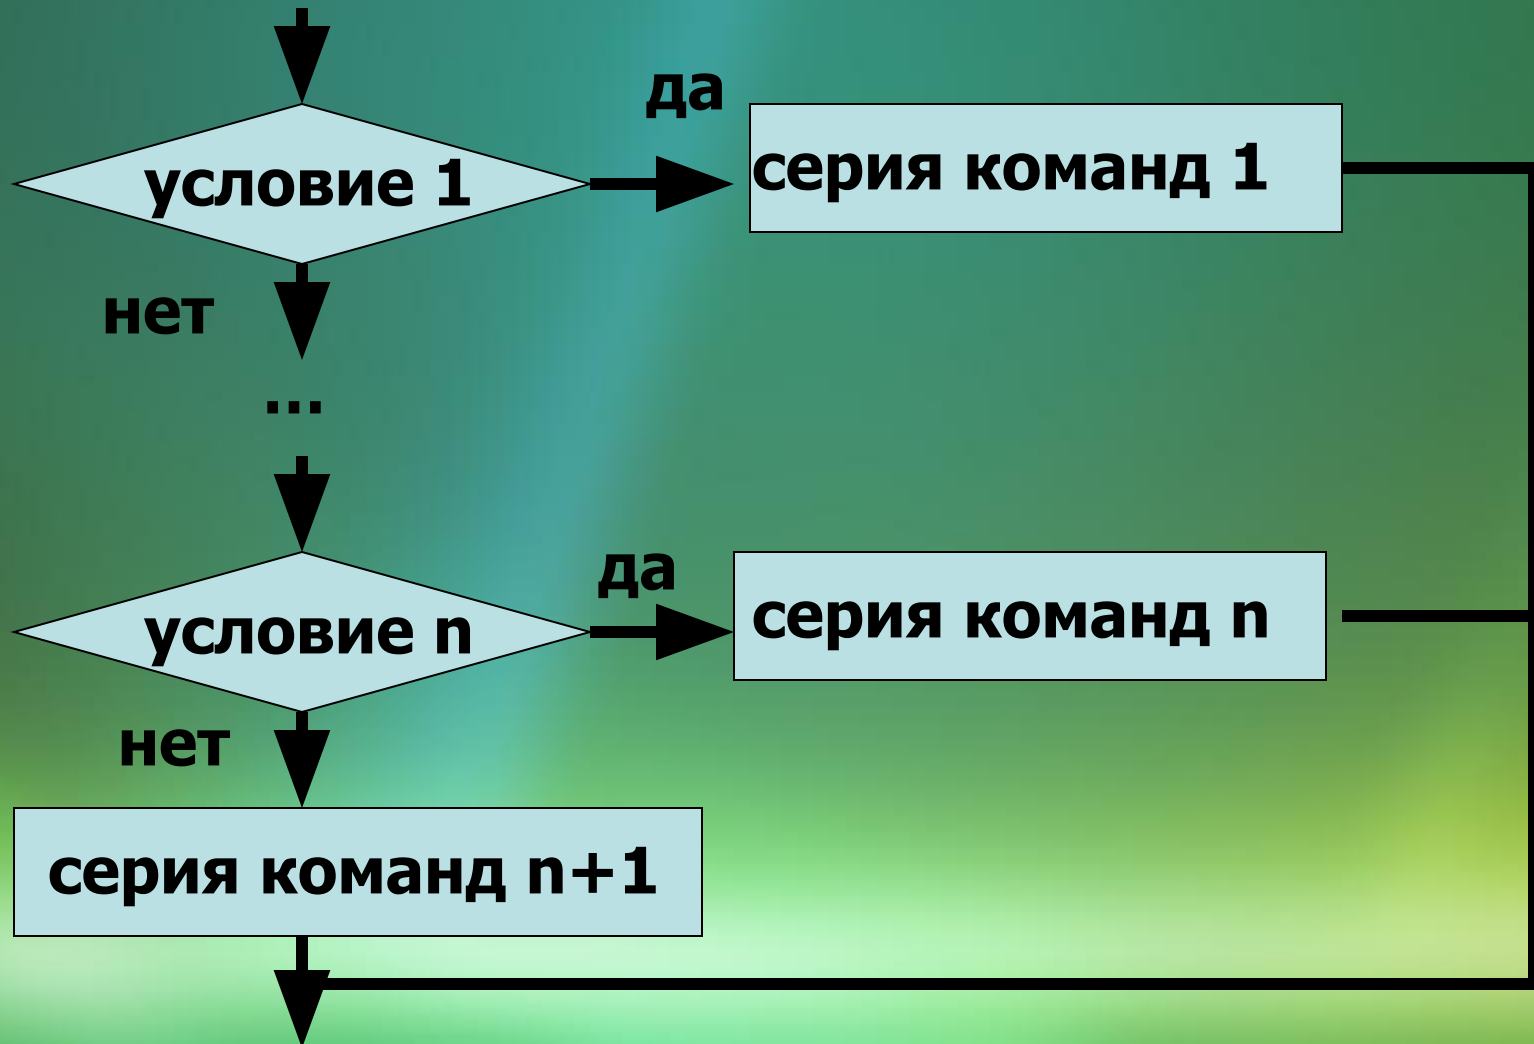 да
условие 1
серия команд 1
нет
...
да
условие n
серия команд n
нет
серия команд n+1